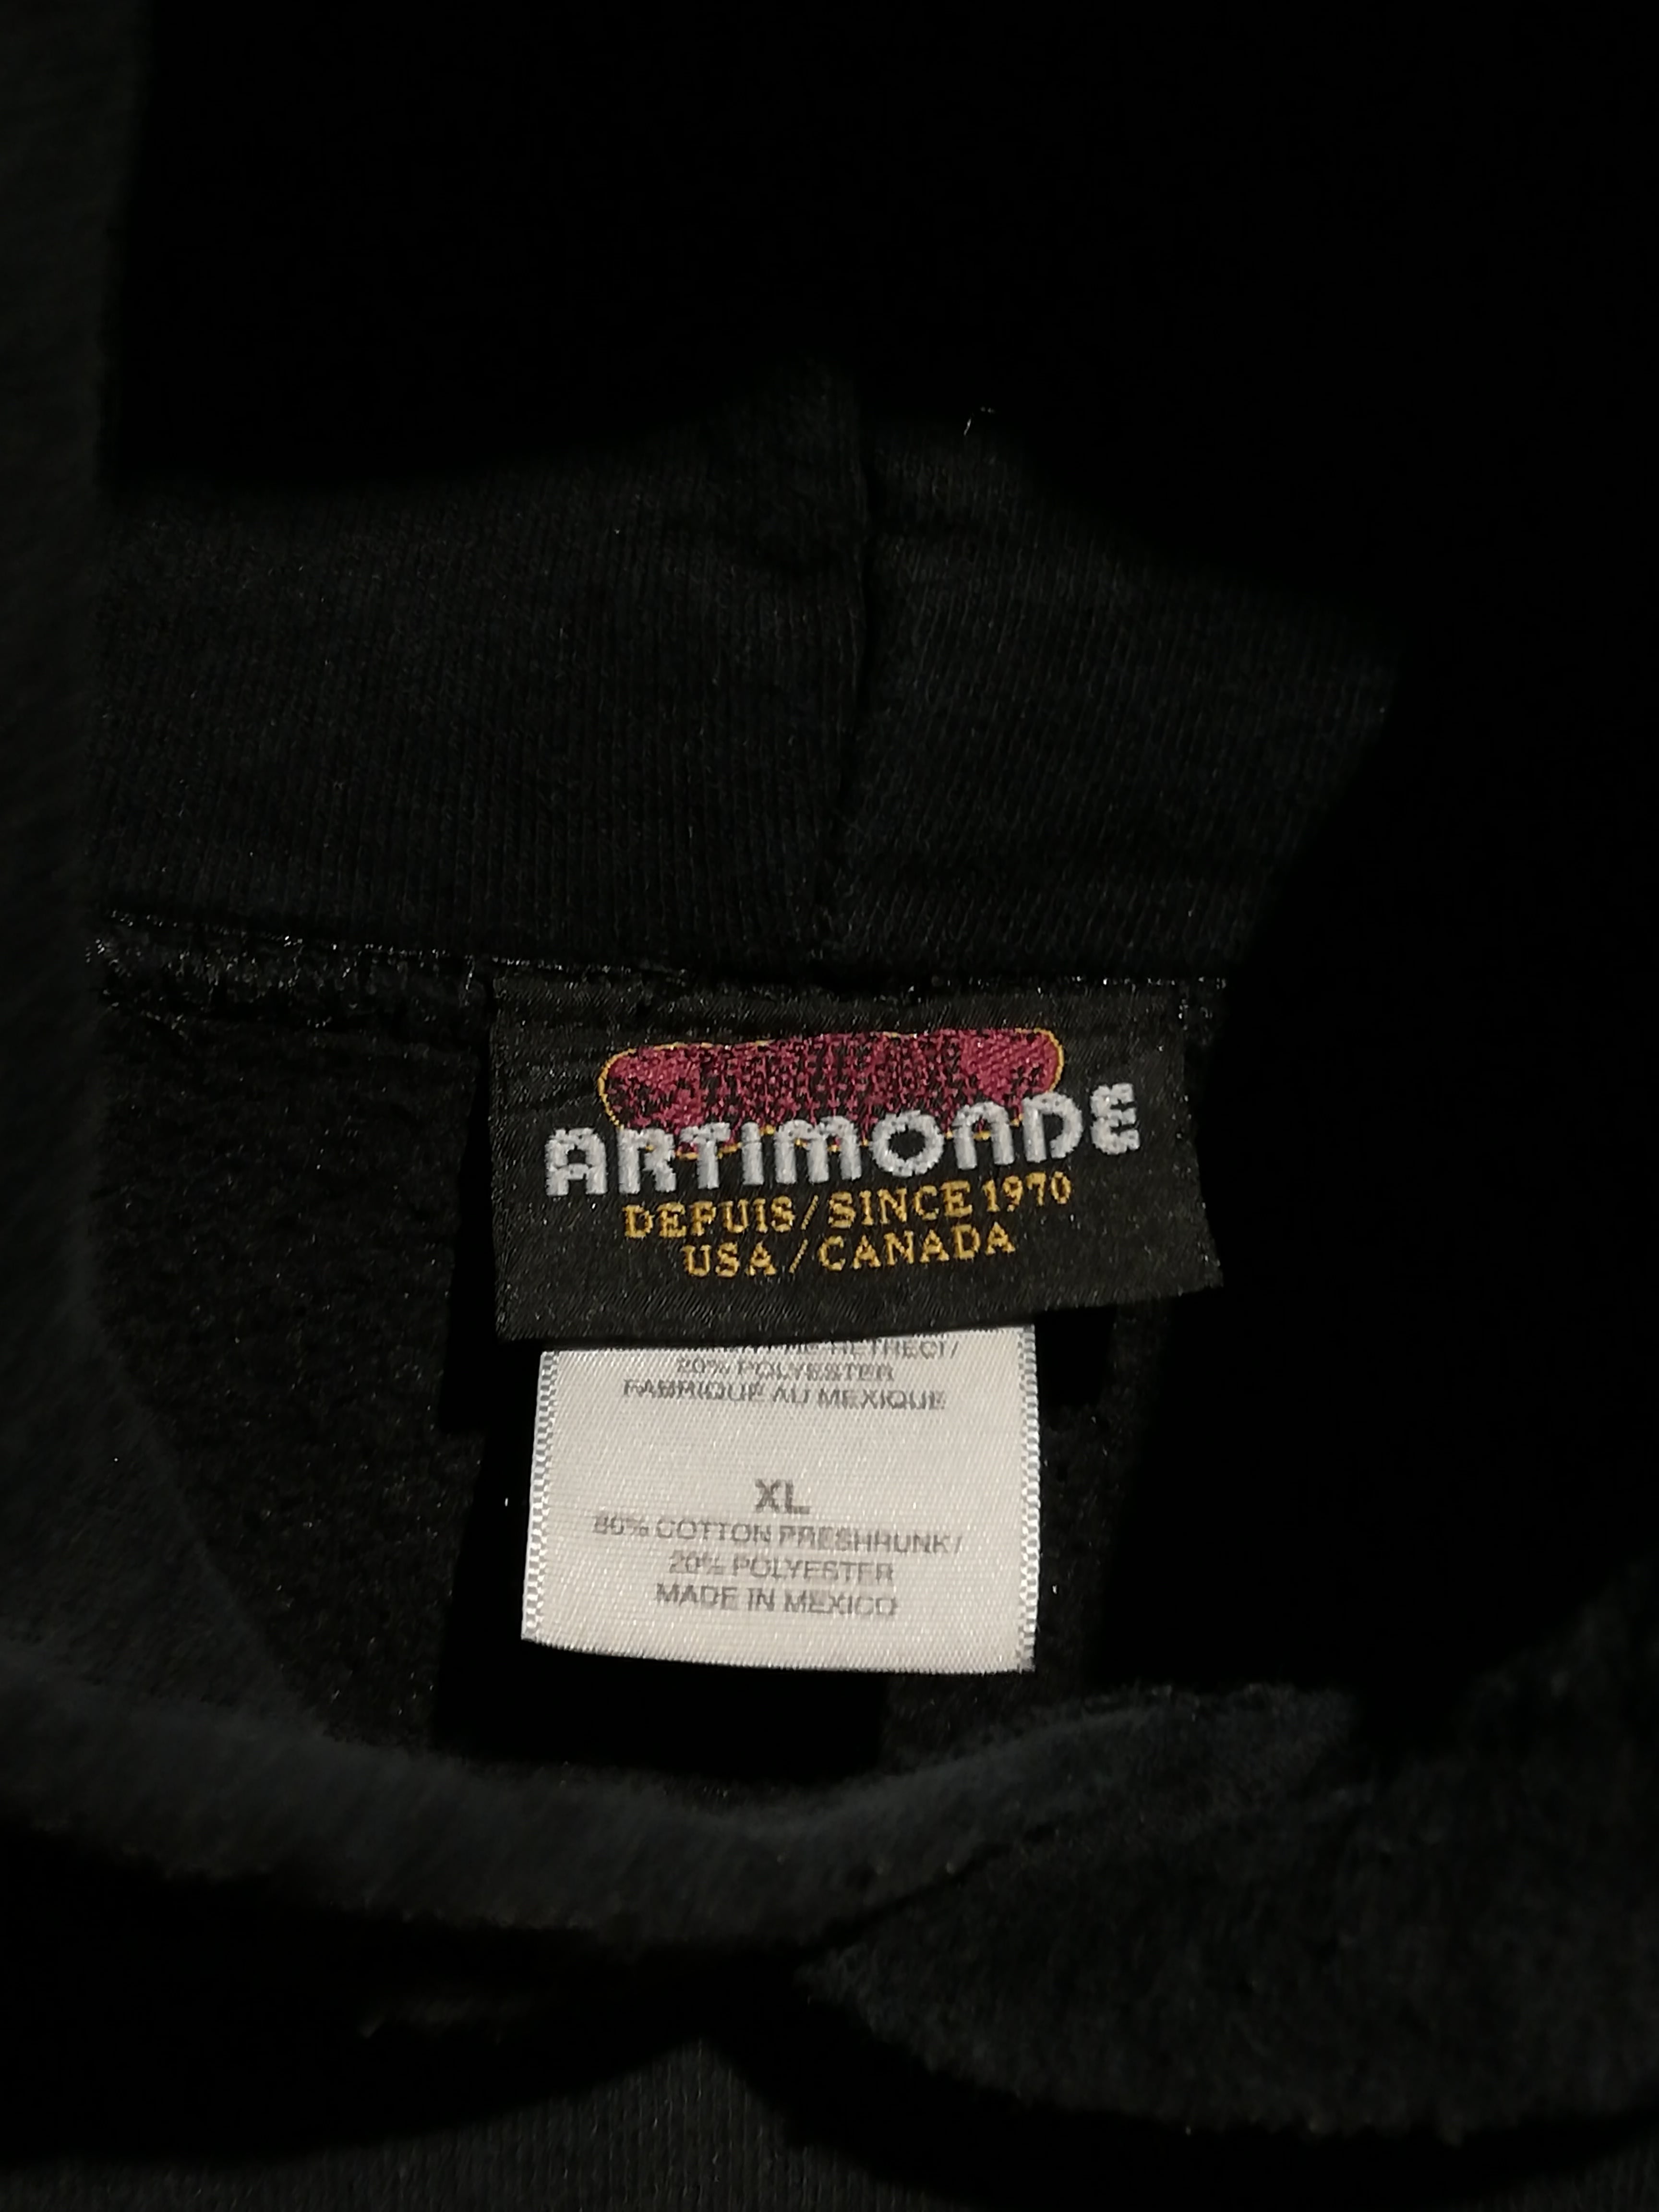 ARTIMONDE
DEPUIS/SINCE 1970
USA/CANADA
20% POLYESTER
FABRIQUE AU MEXIQUE
XL
80% COTTON PRESHRUNK/
20% POLYESTER
MADE IN MEXICO